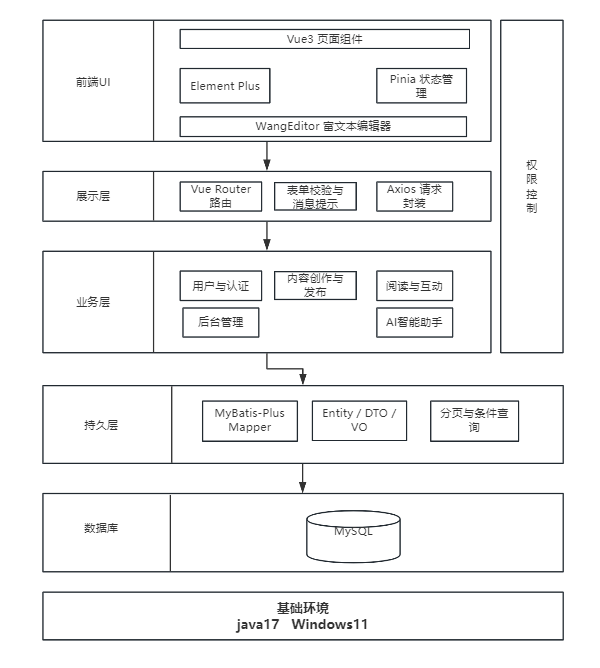 Vue3 页面组件
前端UI
Element Plus
Pinia 状态管
理
WangEditor 富文本编辑器
权
限
控
制
展示层
Vue Router
路由
表单校验与
消息提示
Axios 请求
封装
业务层
用户与认证
内容创作与
发布
阅读与互动
后台管理
AI智能助手
持久层
MyBatis-Plus
Mapper
Entity / DTO /
VO
分页与条件查
询
数据库
MySQL
基础环境
java17 Windows11